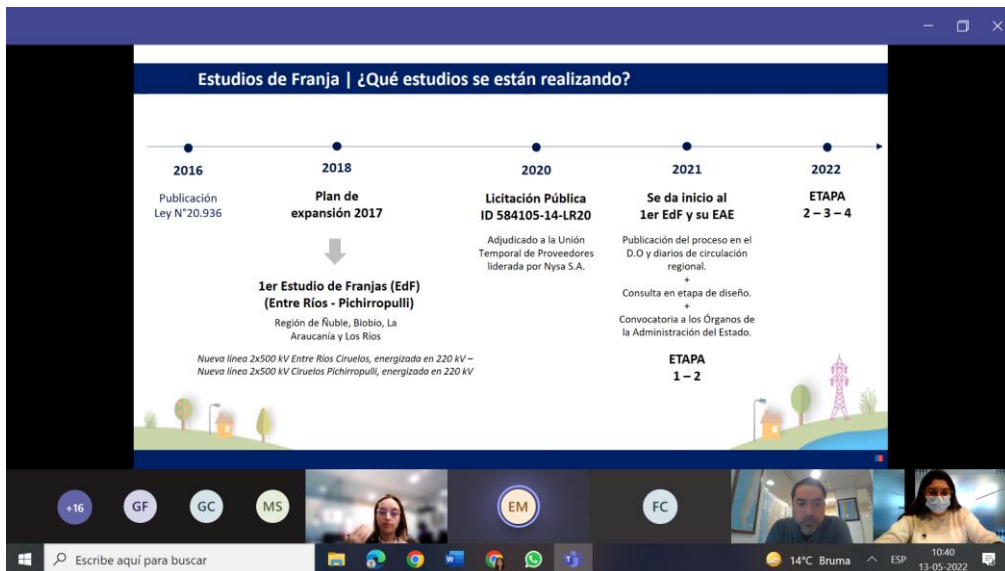 Estudios de Franja | ¿Qué estudios se están realizando?
2016
Publicación
Ley N°20.936
2018
Plan de
expansión 2017
1er Estudio de Franjas (EdF)
(Entre Ríos - Pichirropulli)
Región de Ñuble, Biobío, La
Araucanía y Los Ríos
Nueva línea 2x500 kV Entre Ríos Ciruelos, energizada en 220 kV –
Nueva línea 2x500 kV Ciruelos Pichirropulli, energizada en 220 kV
2020
Licitación Pública
ID 584105-14-LR20
Adjudicado a la Unión
Temporal de Proveedores
liderada por Nysa S.A.
2021
Se da inicio al
1er EdF y su EAE
Publicación del proceso en el
D.O y diarios de circulación
regional.
+
Consulta en etapa de diseño.
+
Convocatoria a los Órganos de
la Administración del Estado.
ETAPA
1 – 2
2022
ETAPA
2 – 3 – 4
+16
GF
GC
MS
EM
FC
Escribe aquí para buscar
14°C Bruma
ESP
10:40
13-05-2022